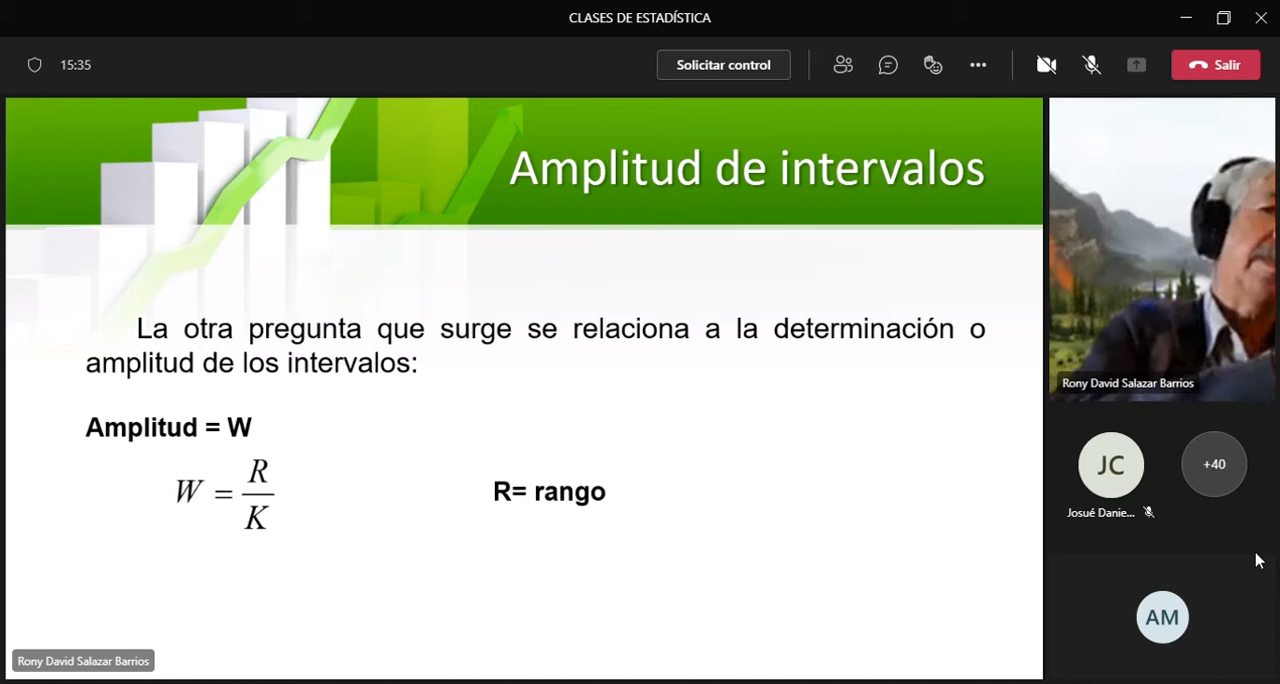 CLASES DE ESTADÍSTICA
15:35
Solicitar control
Salir
Amplitud de intervalos
La otra pregunta que surge se relaciona a la determinación o
amplitud de los intervalos:
Amplitud = W
W = R / K
R= rango
Rony David Salazar Barrios
JC
+40
Josué Danie...
AM
Rony David Salazar Barrios